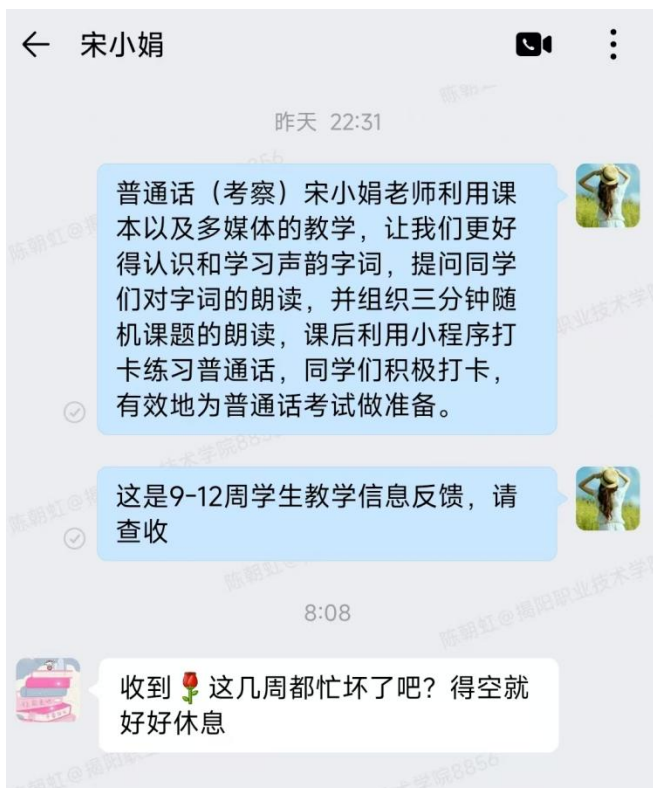 宋小娟
昨天 22:31
普通话（考察）宋小娟老师利用课
本以及多媒体的教学，让我们更好
得认识和学习声韵字词，提问同学
们对字词的朗读，并组织三分钟随
机课题的朗读，课后利用小程序打
卡练习普通话，同学们积极打卡，
有效地为普通话考试做准备。
这是9-12周学生教学信息反馈，请
查收
8:08
收到🌹这几周都忙坏了吧？得空就
好好休息